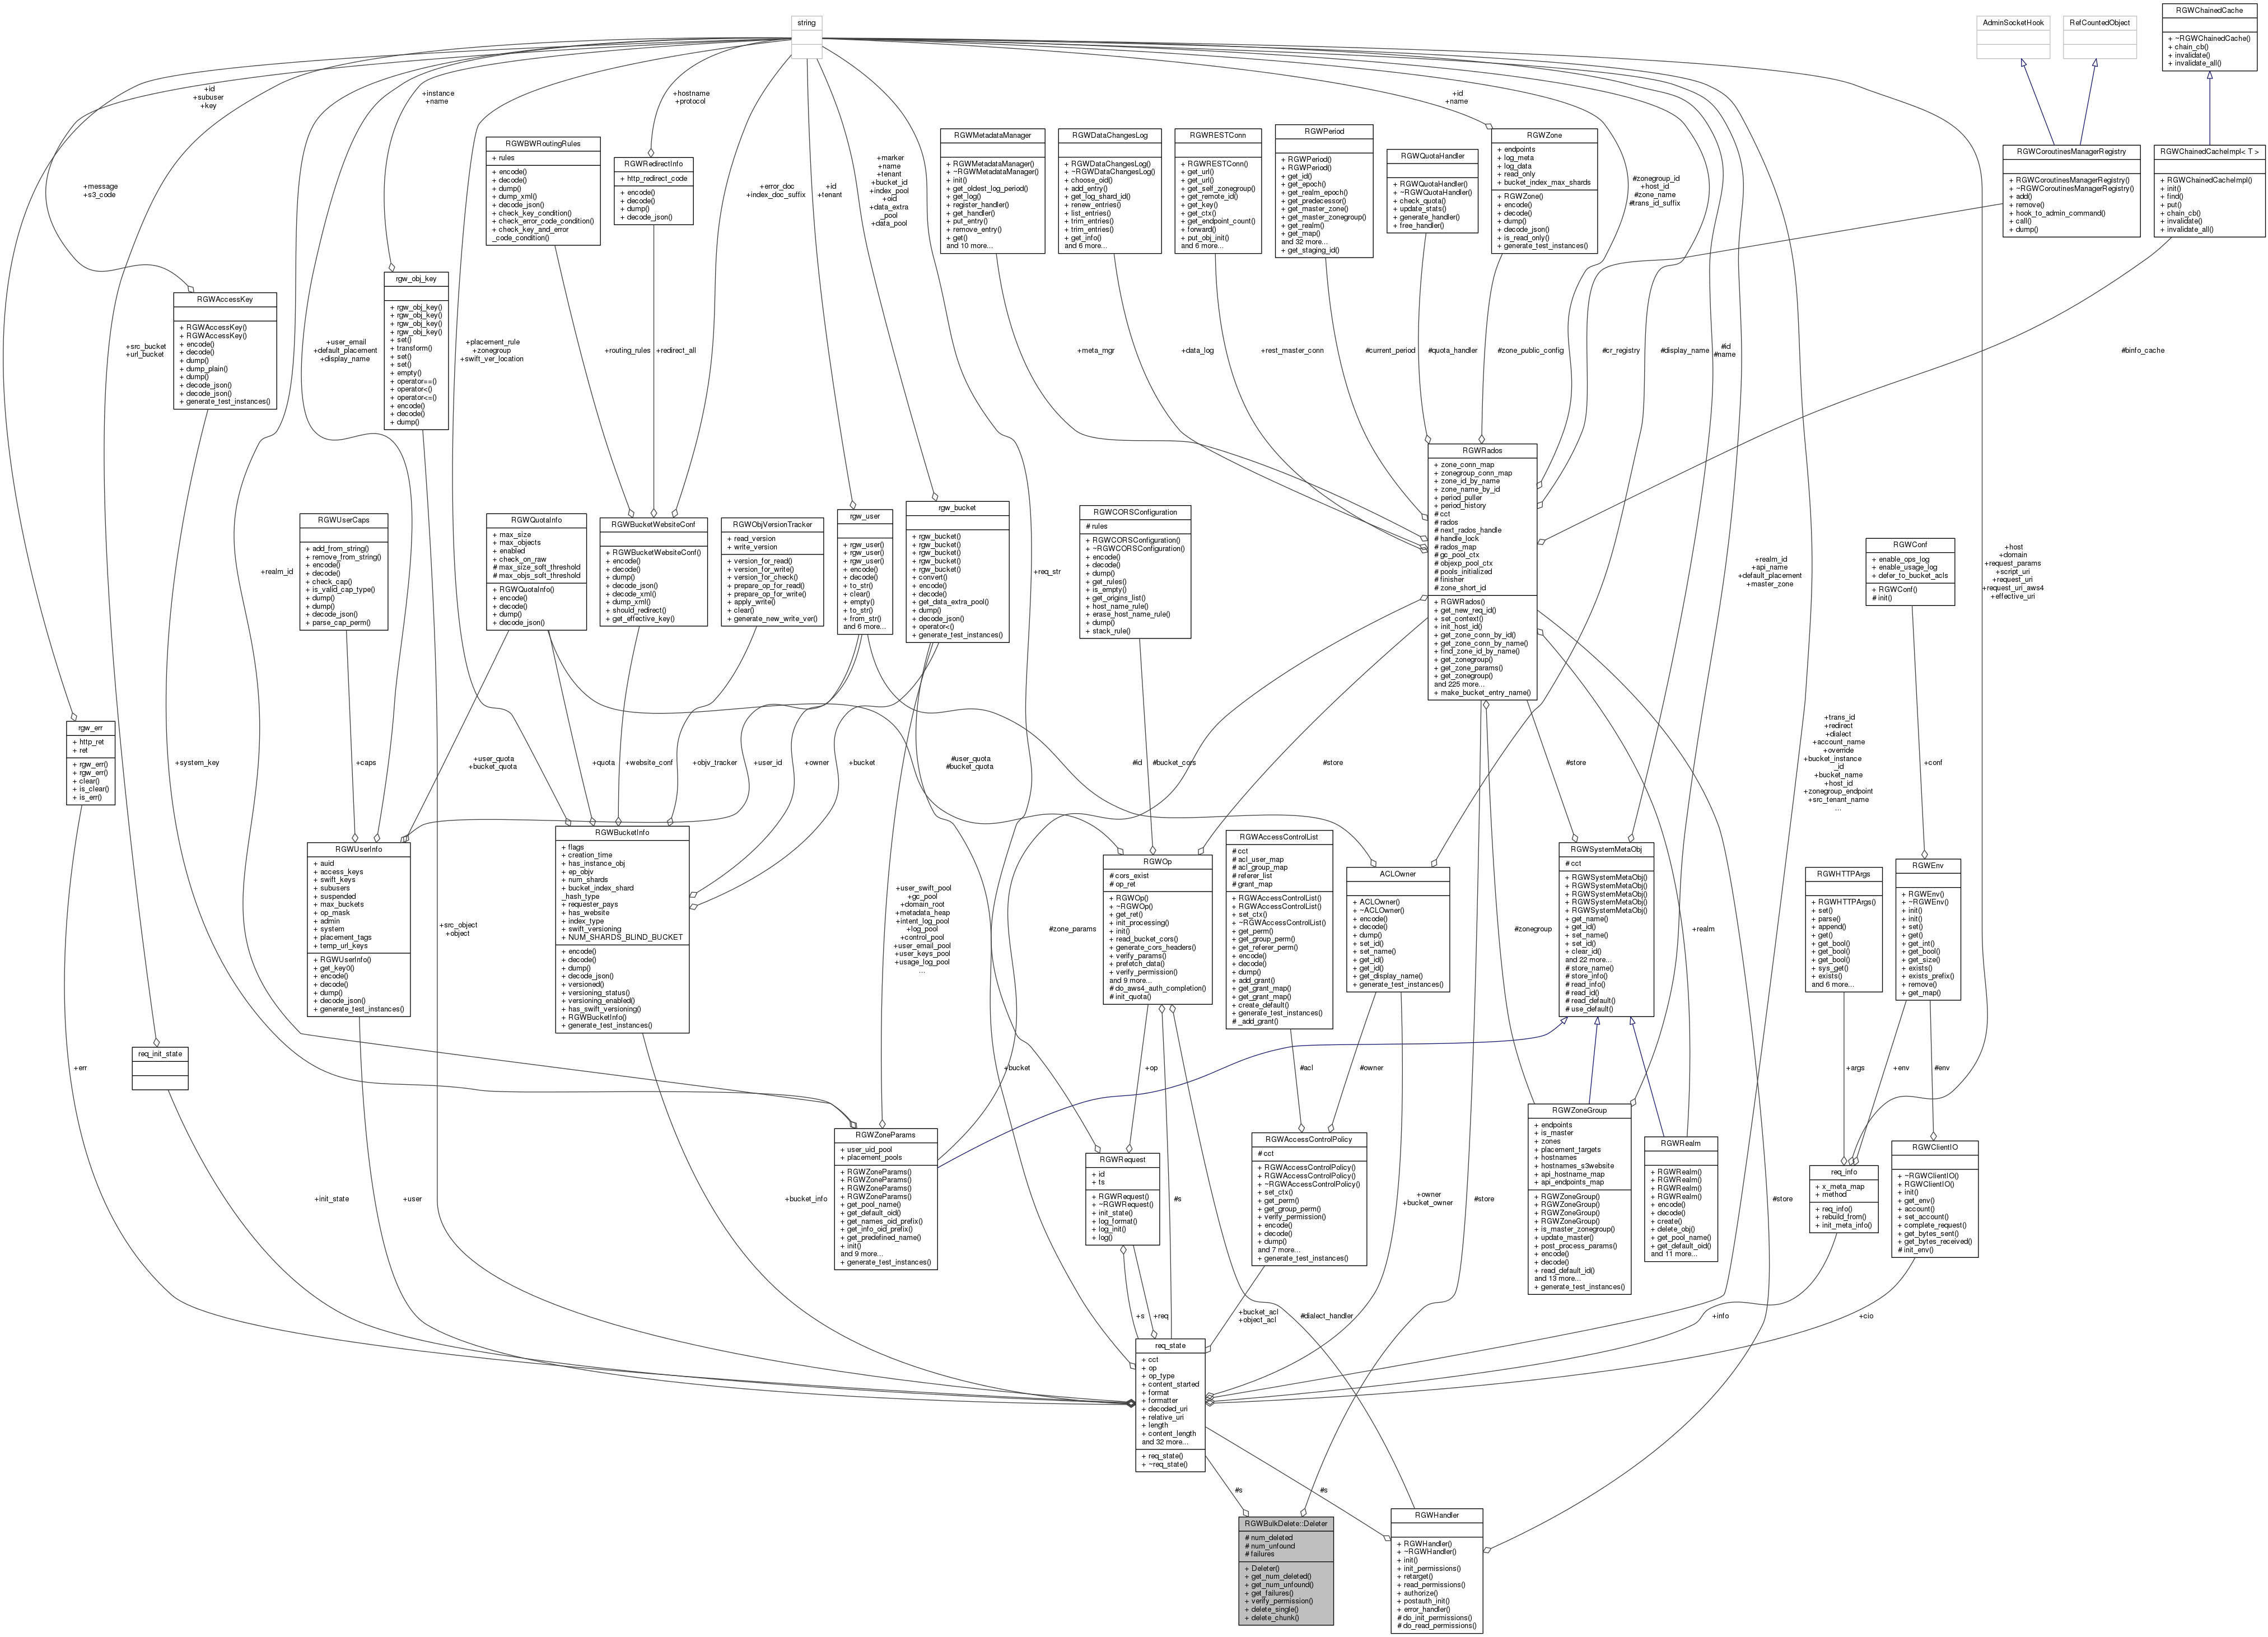 string
AdminSocketHook
RefCountedObject
RGWChainedCache
+ ~RGWChainedCache()
+ chain_cb()
+ invalidate()
+ invalidate_all()
+id
+subuser
+key
+instance
+name
+hostname
+protocol
+id
+name
+message
+s3_code
+error_doc
+index_doc_suffix
+id
+tenant
+marker
+name
+tenant
+bucket_id
+index_pool
+oid
+data_extra
_pool
+data_pool
#zonegroup_id
#host_id
#zone_name
#trans_id_suffix
RGWBWRoutingRules
+ rules
+ encode()
+ decode()
+ dump()
+ dump_xml()
+ decode_json()
+ check_key_condition()
+ check_error_code_condition()
+ check_key_and_error
_code_condition()
RGWRedirectInfo
+ http_redirect_code
+ encode()
+ decode()
+ dump()
+ decode_json()
RGWMetadataManager
+ RGWMetadataManager()
+ ~RGWMetadataManager()
+ init()
+ get_oldest_log_period()
+ get_log()
+ register_handler()
+ get_handler()
+ put_entry()
+ remove_entry()
+ get()
and 10 more...
RGWDataChangesLog
+ RGWDataChangesLog()
+ ~RGWDataChangesLog()
+ choose_oid()
+ add_entry()
+ get_log_shard_id()
+ renew_entries()
+ list_entries()
+ trim_entries()
+ trim_entries()
+ get_info()
and 6 more...
RGWRESTConn
+ RGWRESTConn()
+ get_url()
+ get_url()
+ get_self_zonegroup()
+ get_remote_id()
+ get_key()
+ get_ctx()
+ get_endpoint_count()
+ forward()
+ put_obj_init()
and 6 more...
RGWPeriod
+ RGWPeriod()
+ RGWPeriod()
+ get_id()
+ get_epoch()
+ get_realm_epoch()
+ get_predecessor()
+ get_master_zone()
+ get_master_zonegroup()
+ get_realm()
+ get_map()
and 32 more...
+ get_staging_id()
RGWQuotaHandler
+ RGWQuotaHandler()
+ ~RGWQuotaHandler()
+ check_quota()
+ update_stats()
+ generate_handler()
+ free_handler()
RGWZone
+ endpoints
+ log_meta
+ log_data
+ read_only
+ bucket_index_max_shards
+ RGWZone()
+ encode()
+ decode()
+ dump()
+ decode_json()
+ is_read_only()
+ generate_test_instances()
RGWCoroutinesManagerRegistry
+ RGWCoroutinesManagerRegistry()
+ ~RGWCoroutinesManagerRegistry()
+ add()
+ remove()
+ hook_to_admin_command()
+ call()
+ dump()
RGWChainedCacheImpl< T >
+ RGWChainedCacheImpl()
+ init()
+ find()
+ put()
+ chain_cb()
+ invalidate()
+ invalidate_all()
RGWAccessKey
+ RGWAccessKey()
+ RGWAccessKey()
+ encode()
+ decode()
+ dump()
+ dump_plain()
+ dump()
+ decode_json()
+ decode_json()
+ generate_test_instances()
rgw_obj_key
+ rgw_obj_key()
+ rgw_obj_key()
+ rgw_obj_key()
+ rgw_obj_key()
+ set()
+ transform()
+ set()
+ set()
+ empty()
+ operator==()
+ operator<()
+ operator<=()
+ encode()
+ decode()
+ dump()
+src_bucket
+url_bucket
+user_email
+default_placement
+display_name
+placement_rule
+zonegroup
+swift_ver_location
+routing_rules
+redirect_all
+meta_mgr
+data_log
+rest_master_conn
#current_period
#quota_handler
#zone_public_config
#cr_registry
#display_name
#id
#name
#binfo_cache
RGWRados
+ zone_conn_map
+ zonegroup_conn_map
+ zone_id_by_name
+ zone_name_by_id
+ period_puller
+ period_history
# cct
# rados
# next_rados_handle
# handle_lock
# rados_map
# gc_pool_ctx
# objexp_pool_ctx
# pools_initialized
# finisher
# zone_short_id
+ RGWRados()
+ get_new_req_id()
+ set_context()
+ init_host_id()
+ get_zone_conn_by_id()
+ get_zone_conn_by_name()
+ find_zone_id_by_name()
+ get_zonegroup()
+ get_zone_params()
+ get_zonegroup()
and 225 more...
+ make_bucket_entry_name()
RGWUserCaps
+ add_from_string()
+ remove_from_string()
+ encode()
+ decode()
+ check_cap()
+ is_valid_cap_type()
+ dump()
+ dump()
+ decode_json()
+ parse_cap_perm()
RGWQuotaInfo
+ max_size
+ max_objects
+ enabled
+ check_on_raw
# max_size_soft_threshold
# max_objs_soft_threshold
+ RGWQuotaInfo()
+ encode()
+ decode()
+ dump()
+ decode_json()
RGWBucketWebsiteConf
+ RGWBucketWebsiteConf()
+ encode()
+ decode()
+ dump()
+ decode_json()
+ decode_xml()
+ dump_xml()
+ should_redirect()
+ get_effective_key()
RGWObjVersionTracker
+ read_version
+ write_version
+ version_for_read()
+ version_for_write()
+ version_for_check()
+ prepare_op_for_read()
+ prepare_op_for_write()
+ apply_write()
+ clear()
+ generate_new_write_ver()
rgw_user
+ rgw_user()
+ rgw_user()
+ rgw_user()
+ encode()
+ decode()
+ to_str()
+ clear()
+ empty()
+ to_str()
+ from_str()
and 6 more...
rgw_bucket
+ rgw_bucket()
+ rgw_bucket()
+ rgw_bucket()
+ rgw_bucket()
+ rgw_bucket()
+ convert()
+ encode()
+ decode()
+ get_data_extra_pool()
+ dump()
+ decode_json()
+ operator<()
+ generate_test_instances()
RGWCORSConfiguration
# rules
+ RGWCORSConfiguration()
+ ~RGWCORSConfiguration()
+ encode()
+ decode()
+ dump()
+ get_rules()
+ is_empty()
+ get_origins_list()
+ host_name_rule()
+ erase_host_name_rule()
+ dump()
+ stack_rule()
+realm_id
+req_str
+realm_id
+api_name
+default_placement
+master_zone
RGWConf
+ enable_ops_log
+ enable_usage_log
+ defer_to_bucket_acls
+ RGWConf()
# init()
+host
+domain
+request_params
+script_uri
+request_uri
+request_uri_aws4
+effective_uri
rgw_err
+ http_ret
+ ret
+ rgw_err()
+ rgw_err()
+ clear()
+ is_clear()
+ is_err()
+system_key
+caps
+user_quota
+bucket_quota
+quota
+website_conf
+objv_tracker
+user_id
+owner
+bucket
#user_quota
#bucket_quota
#id
#bucket_cors
#store
#store
+trans_id
+redirect
+dialect
+account_name
+override
+bucket_instance
_id
+bucket_name
+host_id
+zonegroup_endpoint
+src_tenant_name
...
+conf
RGWUserInfo
+ auid
+ access_keys
+ swift_keys
+ subusers
+ suspended
+ max_buckets
+ op_mask
+ admin
+ system
+ placement_tags
+ temp_url_keys
+ RGWUserInfo()
+ get_key0()
+ encode()
+ decode()
+ dump()
+ decode_json()
+ generate_test_instances()
RGWBucketInfo
+ flags
+ creation_time
+ has_instance_obj
+ ep_objv
+ num_shards
+ bucket_index_shard
_hash_type
+ requester_pays
+ has_website
+ index_type
+ swift_versioning
+ NUM_SHARDS_BLIND_BUCKET
+ encode()
+ decode()
+ dump()
+ decode_json()
+ versioned()
+ versioning_status()
+ versioning_enabled()
+ has_swift_versioning()
+ RGWBucketInfo()
+ generate_test_instances()
+src_object
+object
+user_swift_pool
+gc_pool
+domain_root
+metadata_heap
+intent_log_pool
+log_pool
+control_pool
+user_email_pool
+user_keys_pool
+usage_log_pool
...
#zone_params
RGWOp
# cors_exist
# op_ret
+ RGWOp()
+ ~RGWOp()
+ get_ret()
+ init_processing()
+ init()
+ read_bucket_cors()
+ generate_cors_headers()
+ verify_params()
+ prefetch_data()
+ verify_permission()
and 9 more...
# do_aws4_auth_completion()
# init_quota()
RGWAccessControlList
# cct
# acl_user_map
# acl_group_map
# referer_list
# grant_map
+ RGWAccessControlList()
+ RGWAccessControlList()
+ set_ctx()
+ ~RGWAccessControlList()
+ get_perm()
+ get_group_perm()
+ get_referer_perm()
+ encode()
+ decode()
+ dump()
+ add_grant()
+ get_grant_map()
+ get_grant_map()
+ create_default()
+ generate_test_instances()
# _add_grant()
ACLOwner
+ ACLOwner()
+ ~ACLOwner()
+ encode()
+ decode()
+ dump()
+ set_id()
+ set_name()
+ get_id()
+ get_id()
+ get_display_name()
+ generate_test_instances()
#zonegroup
RGWSystemMetaObj
# cct
+ RGWSystemMetaObj()
+ RGWSystemMetaObj()
+ RGWSystemMetaObj()
+ RGWSystemMetaObj()
+ RGWSystemMetaObj()
+ get_name()
+ get_id()
+ set_name()
+ set_id()
+ clear_id()
and 22 more...
# store_name()
# store_info()
# read_info()
# read_id()
# read_default()
# use_default()
+realm
RGWHTTPArgs
+ RGWHTTPArgs()
+ set()
+ parse()
+ append()
+ get()
+ get_bool()
+ get_bool()
+ get_bool()
+ sys_get()
+ exists()
and 6 more...
RGWEnv
+ RGWEnv()
+ ~RGWEnv()
+ init()
+ init()
+ set()
+ get()
+ get_int()
+ get_bool()
+ get_size()
+ exists()
+ exists_prefix()
+ remove()
+ get_map()
req_init_state
+err
+bucket
+op
#acl
#owner
+args
+env
#env
RGWZoneParams
+ user_uid_pool
+ placement_pools
+ RGWZoneParams()
+ RGWZoneParams()
+ RGWZoneParams()
+ RGWZoneParams()
+ get_pool_name()
+ get_default_oid()
+ get_names_oid_prefix()
+ get_info_oid_prefix()
+ get_predefined_name()
+ init()
and 9 more...
+ generate_test_instances()
RGWRequest
+ id
+ ts
+ RGWRequest()
+ ~RGWRequest()
+ init_state()
+ log_format()
+ log_init()
+ log()
RGWAccessControlPolicy
# cct
+ RGWAccessControlPolicy()
+ RGWAccessControlPolicy()
+ ~RGWAccessControlPolicy()
+ set_ctx()
+ get_perm()
+ get_group_perm()
+ verify_permission()
+ encode()
+ decode()
+ dump()
and 7 more...
+ generate_test_instances()
RGWZoneGroup
+ endpoints
+ is_master
+ zones
+ placement_targets
+ hostnames
+ hostnames_s3website
+ api_hostname_map
+ api_endpoints_map
+ RGWZoneGroup()
+ RGWZoneGroup()
+ RGWZoneGroup()
+ RGWZoneGroup()
+ is_master_zonegroup()
+ update_master()
+ post_process_params()
+ encode()
+ decode()
+ read_default_id()
and 13 more...
+ generate_test_instances()
RGWRealm
+ RGWRealm()
+ RGWRealm()
+ RGWRealm()
+ RGWRealm()
+ encode()
+ decode()
+ create()
+ delete_obj()
+ get_pool_name()
+ get_default_oid()
and 11 more...
req_info
+ x_meta_map
+ method
+ req_info()
+ rebuild_from()
+ init_meta_info()
RGWClientIO
+ ~RGWClientIO()
+ RGWClientIO()
+ init()
+ get_env()
+ account()
+ set_account()
+ complete_request()
+ get_bytes_sent()
+ get_bytes_received()
# init_env()
+init_state
+user
+bucket_info
#s
+owner
+bucket_owner
#store
#store
+s
+req
+bucket_acl
+object_acl
#dialect_handler
+info
+cio
req_state
+ cct
+ op
+ op_type
+ content_started
+ format
+ formatter
+ decoded_uri
+ relative_uri
+ length
+ content_length
and 32 more...
+ req_state()
+ ~req_state()
#s
#s
RGWBulkDelete::Deleter
# num_deleted
# num_unfound
# failures
+ Deleter()
+ get_num_deleted()
+ get_num_unfound()
+ get_failures()
+ verify_permission()
+ delete_single()
+ delete_chunk()
RGWHandler
+ RGWHandler()
+ ~RGWHandler()
+ init()
+ init_permissions()
+ retarget()
+ read_permissions()
+ authorize()
+ postauth_init()
+ error_handler()
# do_init_permissions()
# do_read_permissions()